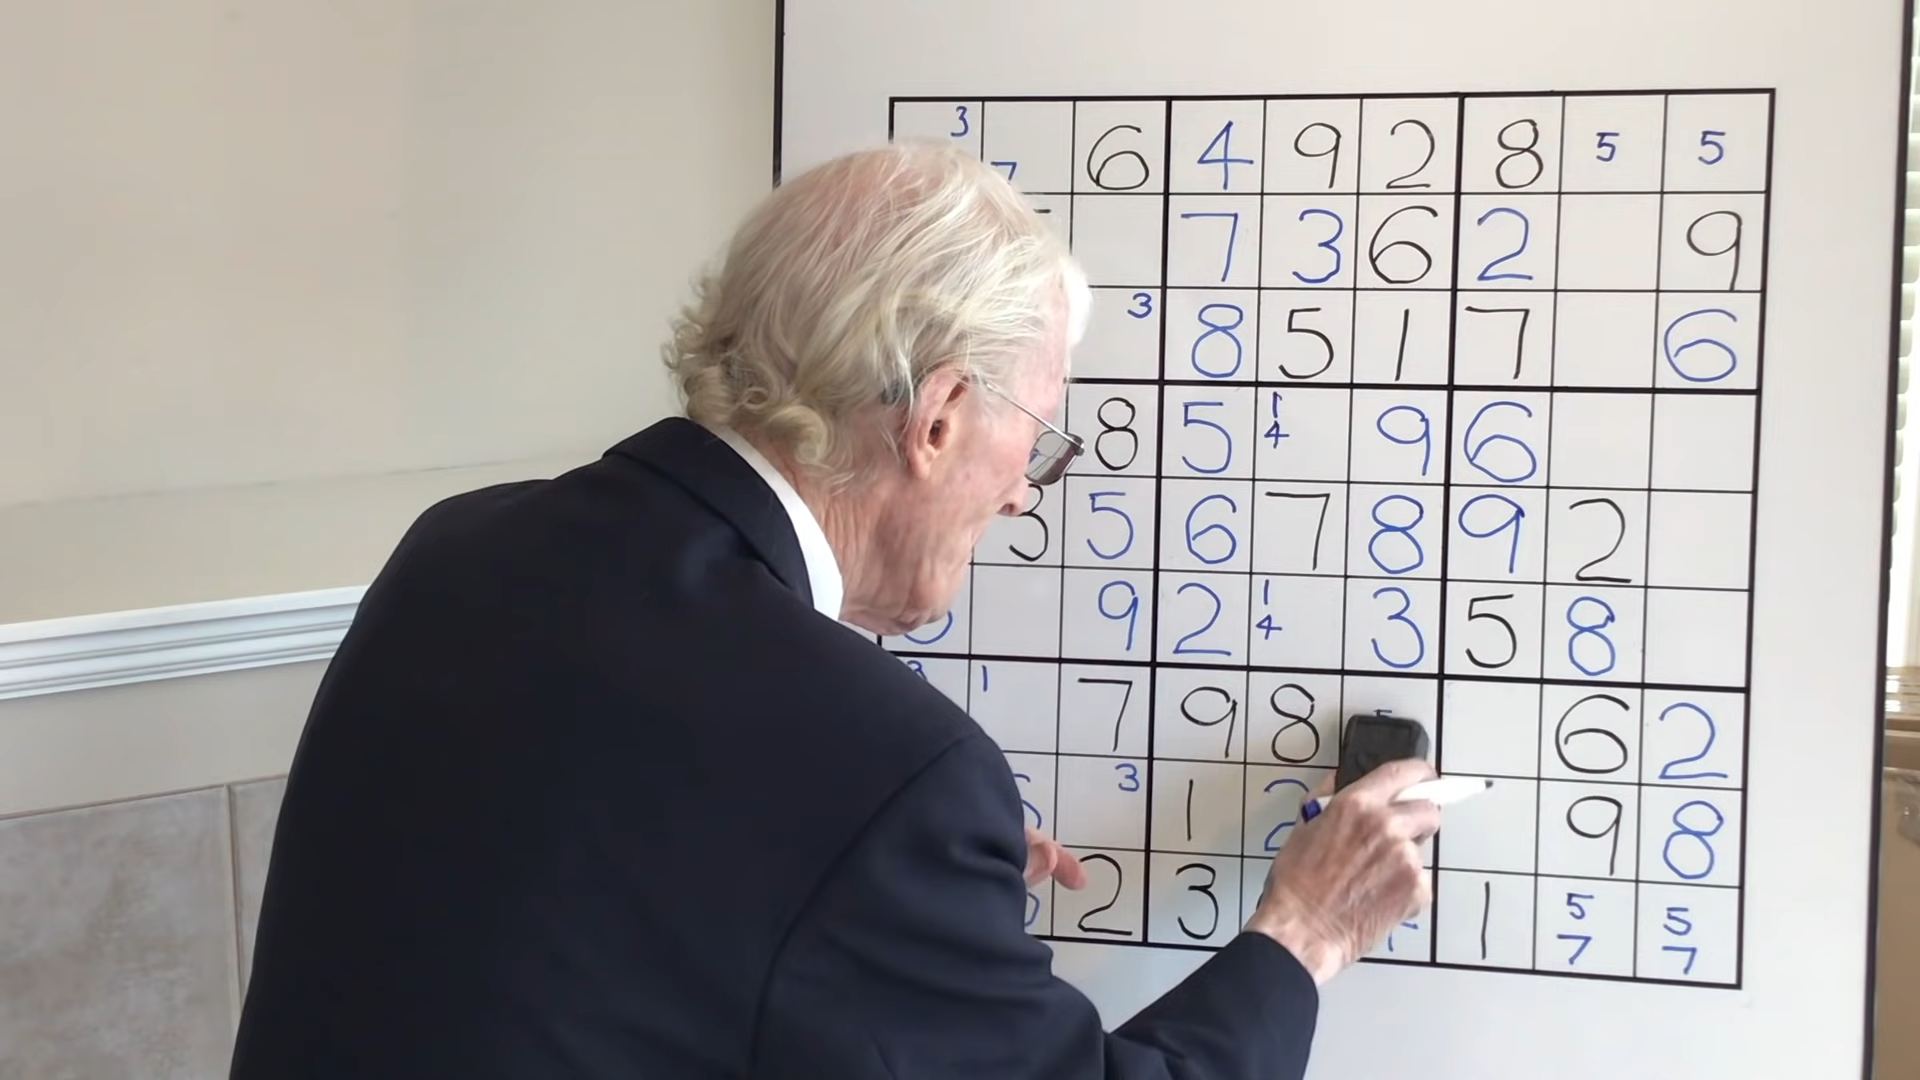 3 7 6 4 9 2 8 5 5
7 3 6 2 9
3 8 5 1 7 6
8 5 1 4 9 6
3 5 6 7 8 9 2
9 2 1 4 3 5 8
1 7 9 8 6 2
3 1 2 9 8
2 3 1 5 7 5 7